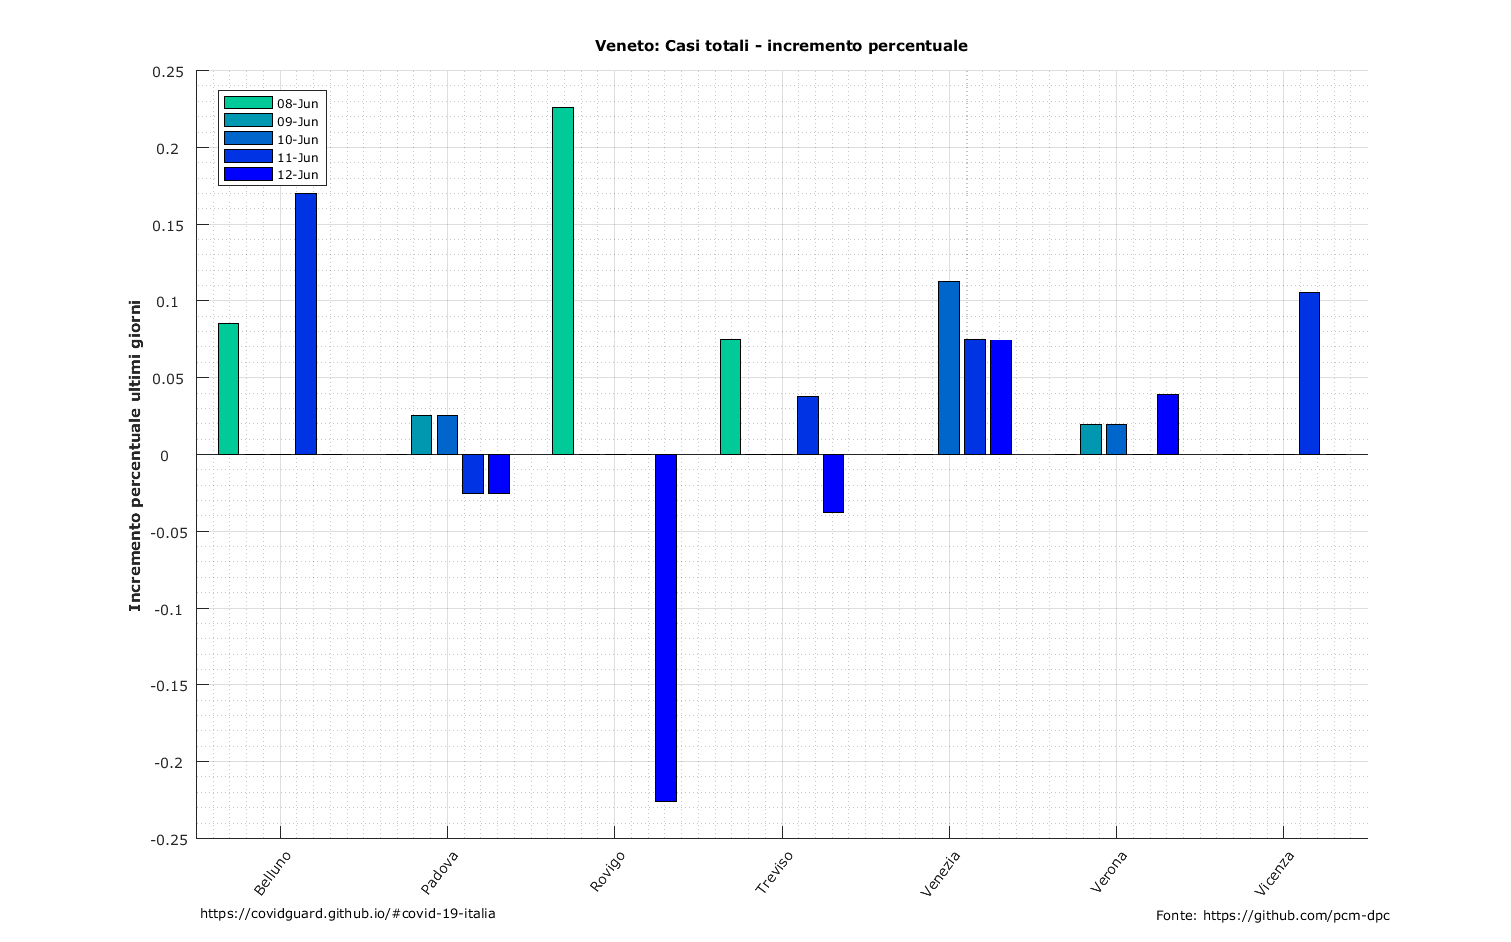 Veneto: Casi totali - incremento percentuale
Incremento percentuale ultimi giorni
0.25
0.2
0.15
0.1
0.05
0
-0.05
-0.1
-0.15
-0.2
-0.25
08-Jun
09-Jun
10-Jun
11-Jun
12-Jun
Belluno
Padova
Rovigo
Treviso
Venezia
Verona
Vicenza
https://covidguard.github.io/#covid-19-italia
Fonte: https://github.com/pcm-dpc